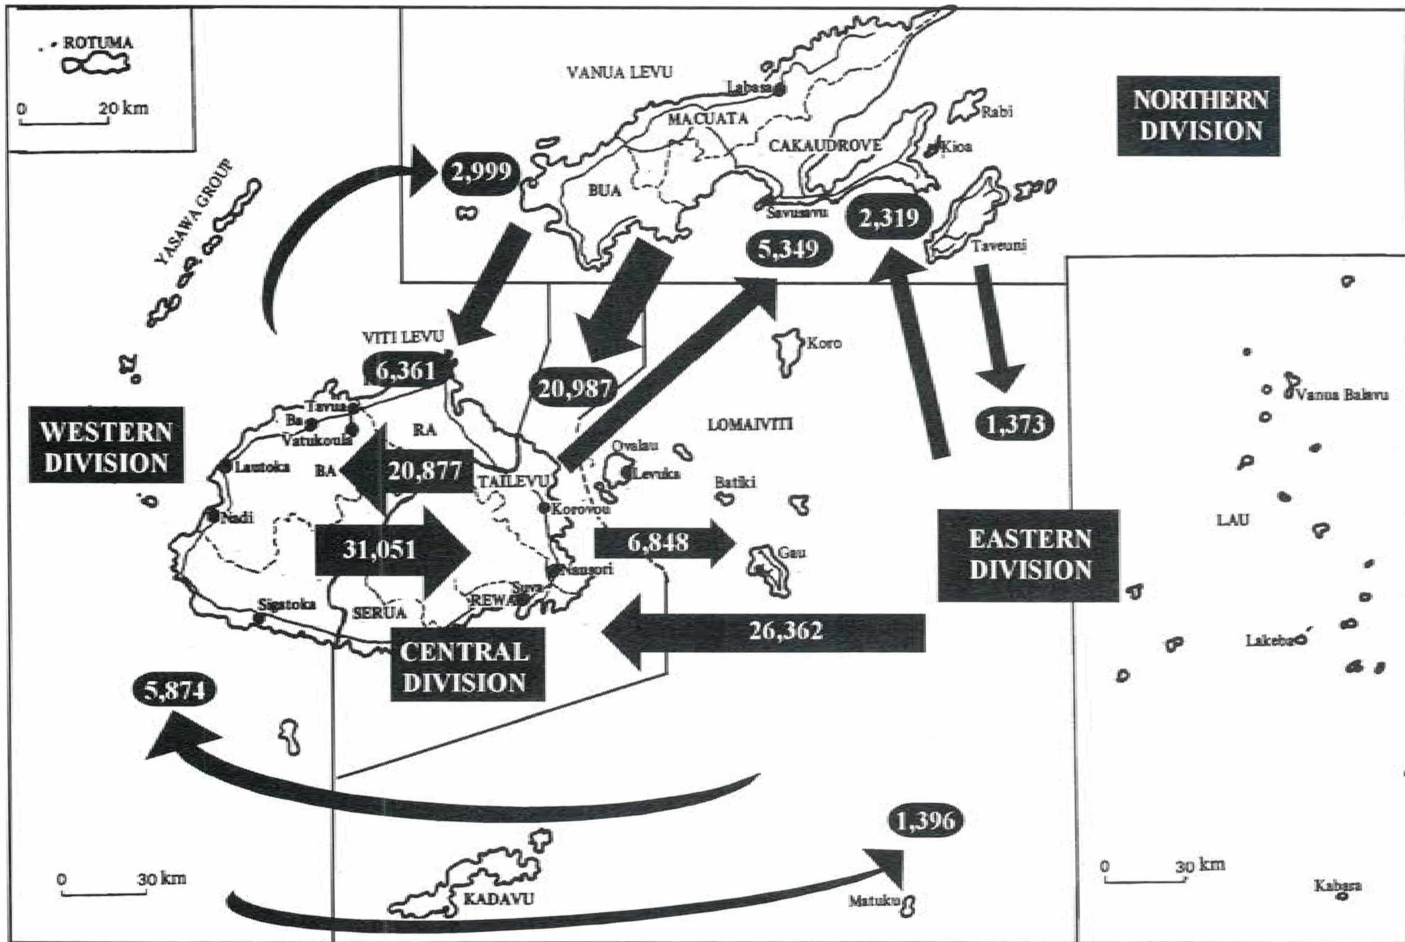 ROTUMA
0 20 km
VANUA LEVU
Labasa
MACUATA
CAKAUDROVE
Rabi
Kioa
NORTHERN
DIVISION
2,999
BUA
Savusavu
2,319
5,349
Taveuni
YASAWA GROUP
VITI LEVU
6,361
20,987
Koro
1,373
Vanua Balavu
WESTERN
DIVISION
Tavua
Ba
Vatukoula
RA
LOMAIVITI
Ovalau
Levuka
Lautoka
BA
20,877
TAILEVU
Batiki
Korovou
Nadi
31,051
6,848
Gau
EASTERN
DIVISION
LAU
Nausori
Suva
REWA
SERUA
Sigatoka
26,362
Lakeba
CENTRAL
DIVISION
5,874
1,396
0 30 km
KADAVU
Matuku
0 30 km
Kabasa